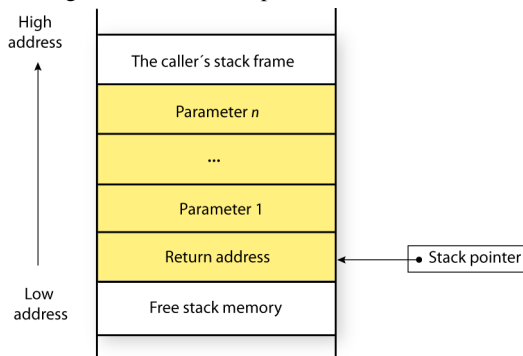 High
address
The caller´s stack frame
Parameter n
...
Parameter 1
Return address
Stack pointer
Low
address
Free stack memory